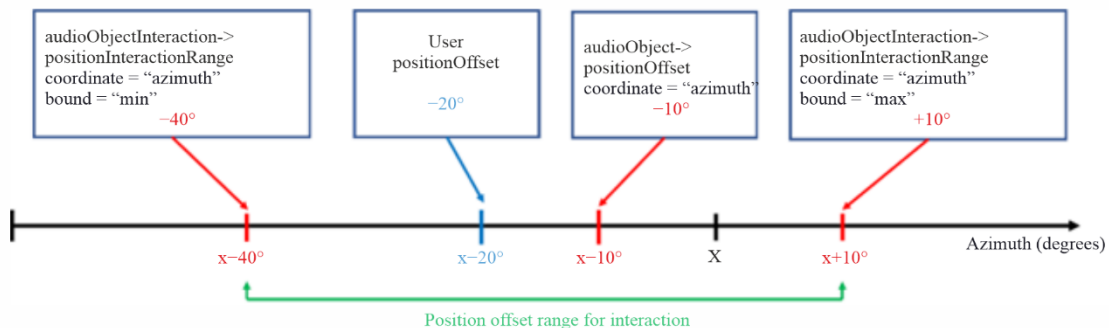 audioObjectInteraction->
positionInteractionRange
coordinate = “azimuth”
bound = “min”
−40°
User
positionOffset
−20°
audioObject->
positionOffset
coordinate = “azimuth”
−10°
audioObjectInteraction->
positionInteractionRange
coordinate = “azimuth”
bound = “max”
+10°
Azimuth (degrees)
x−40°
x−20°
x−10°
X
x+10°
Position offset range for interaction